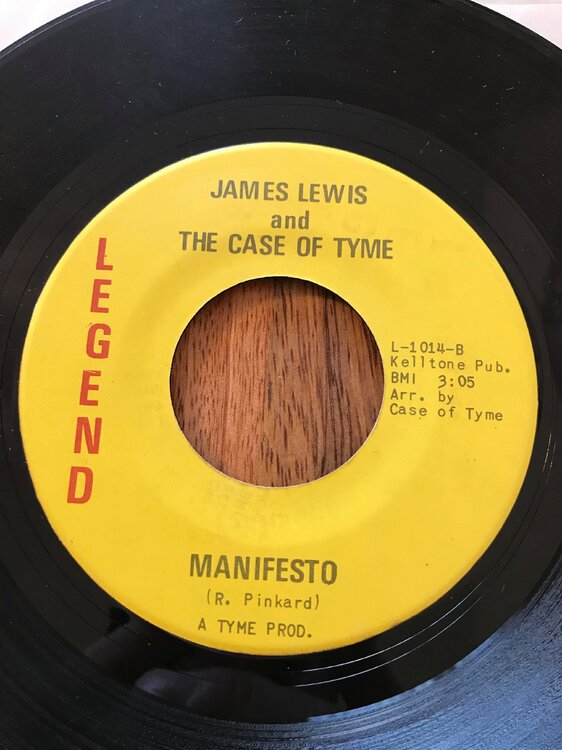 JAMES LEWIS
and
THE CASE OF TYME
LEGEND
L-1014-B
Kelltone Pub.
BMI 3:05
Arr. by
Case of Tyme
MANIFESTO
(R. Pinkard)
A TYME PROD.